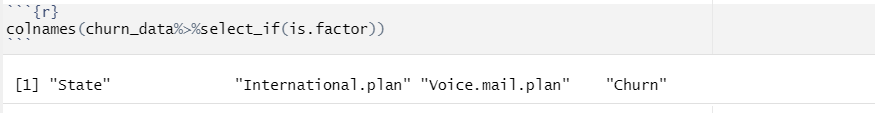 ```{r}
colnames(churn_data%>%select_if(is.factor))
```
[1] "State"              "International.plan" "Voice.mail.plan"    "Churn"